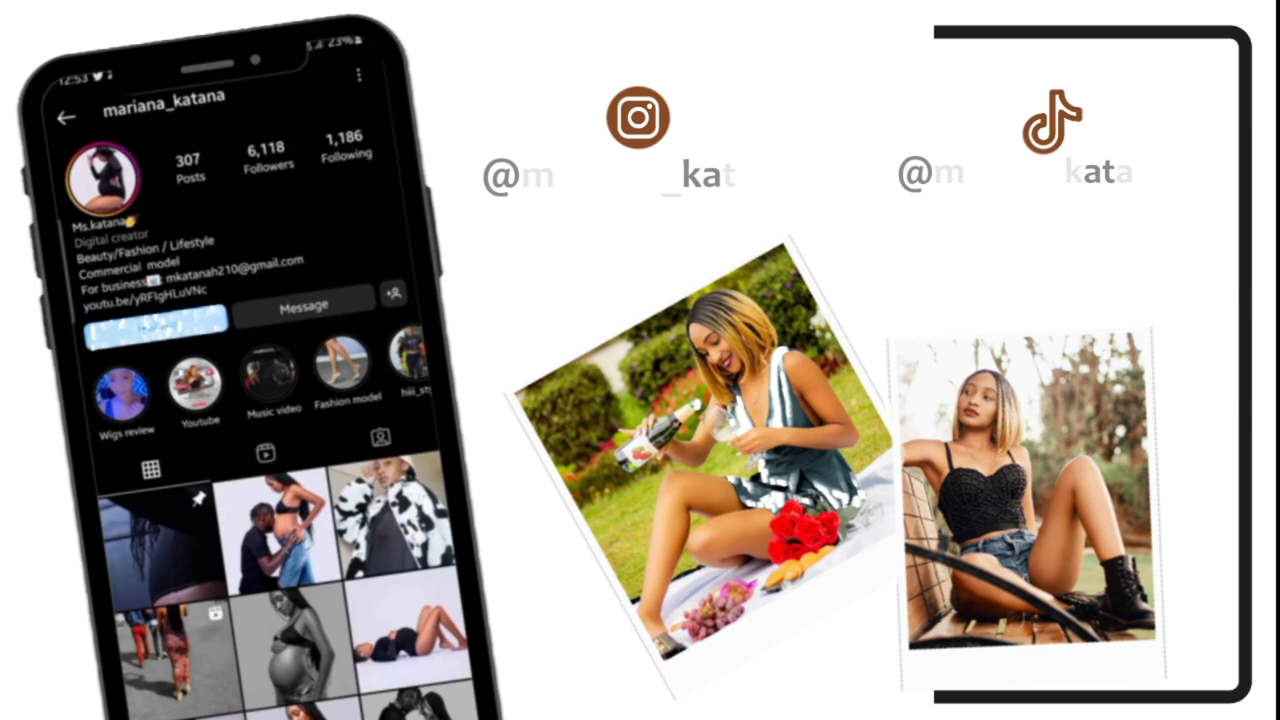 12:53
23%
mariana_katana
307
Posts
6,118
Followers
1,186
Following
Ms.katana
Digital creator
Beauty/Fashion / Lifestyle
Commercial model
For business📧: mkatanah210@gmail.com
youtu.be/yRFlgHLuVNc
Message
Wigs review
Youtube
Music video
Fashion model
hiii_st
@m _kat
@m kata